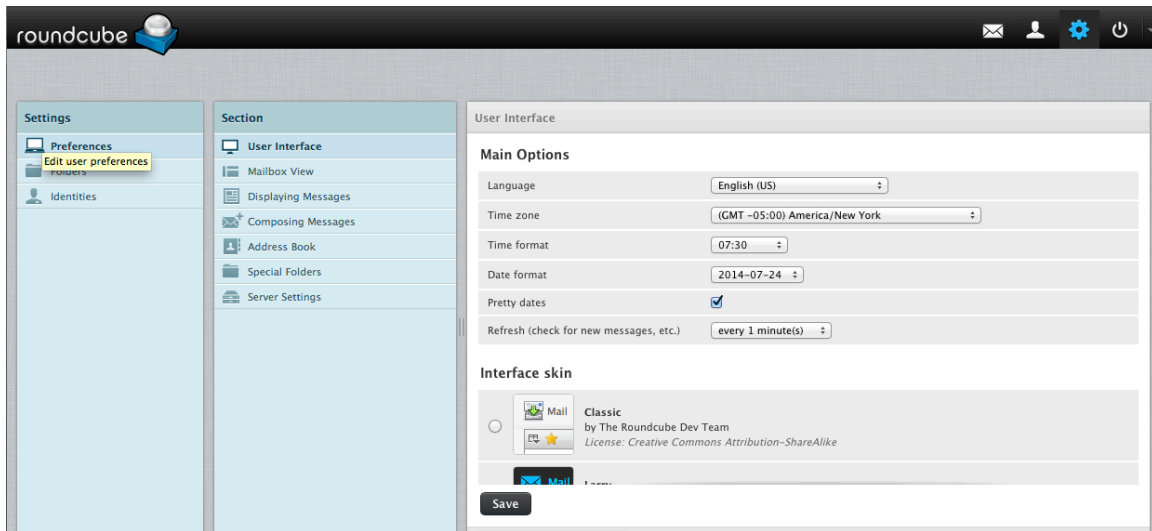 roundcube
Settings
Preferences
Edit user preferences
Folders
Identities
Section
User Interface
Mailbox View
Displaying Messages
Composing Messages
Address Book
Special Folders
Server Settings
User Interface
Main Options
Language English (US)
Time zone (GMT -05:00) America/New York
Time format 07:30
Date format 2014-07-24
Pretty dates
Refresh (check for new messages, etc.) every 1 minute(s)
Interface skin
Mail
Classic
by The Roundcube Dev Team
License: Creative Commons Attribution-ShareAlike
Mail
Larry
Save